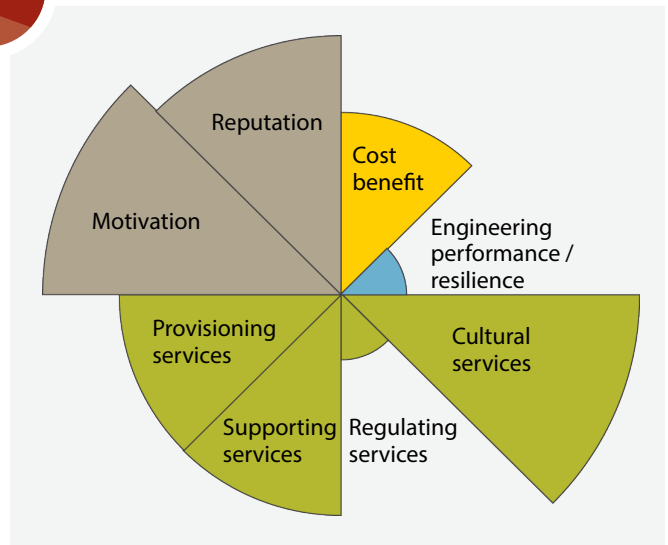 Reputation
Cost
benefit
Motivation
Engineering
performance /
resilience
Provisioning
services
Cultural
services
Supporting
services
Regulating
services